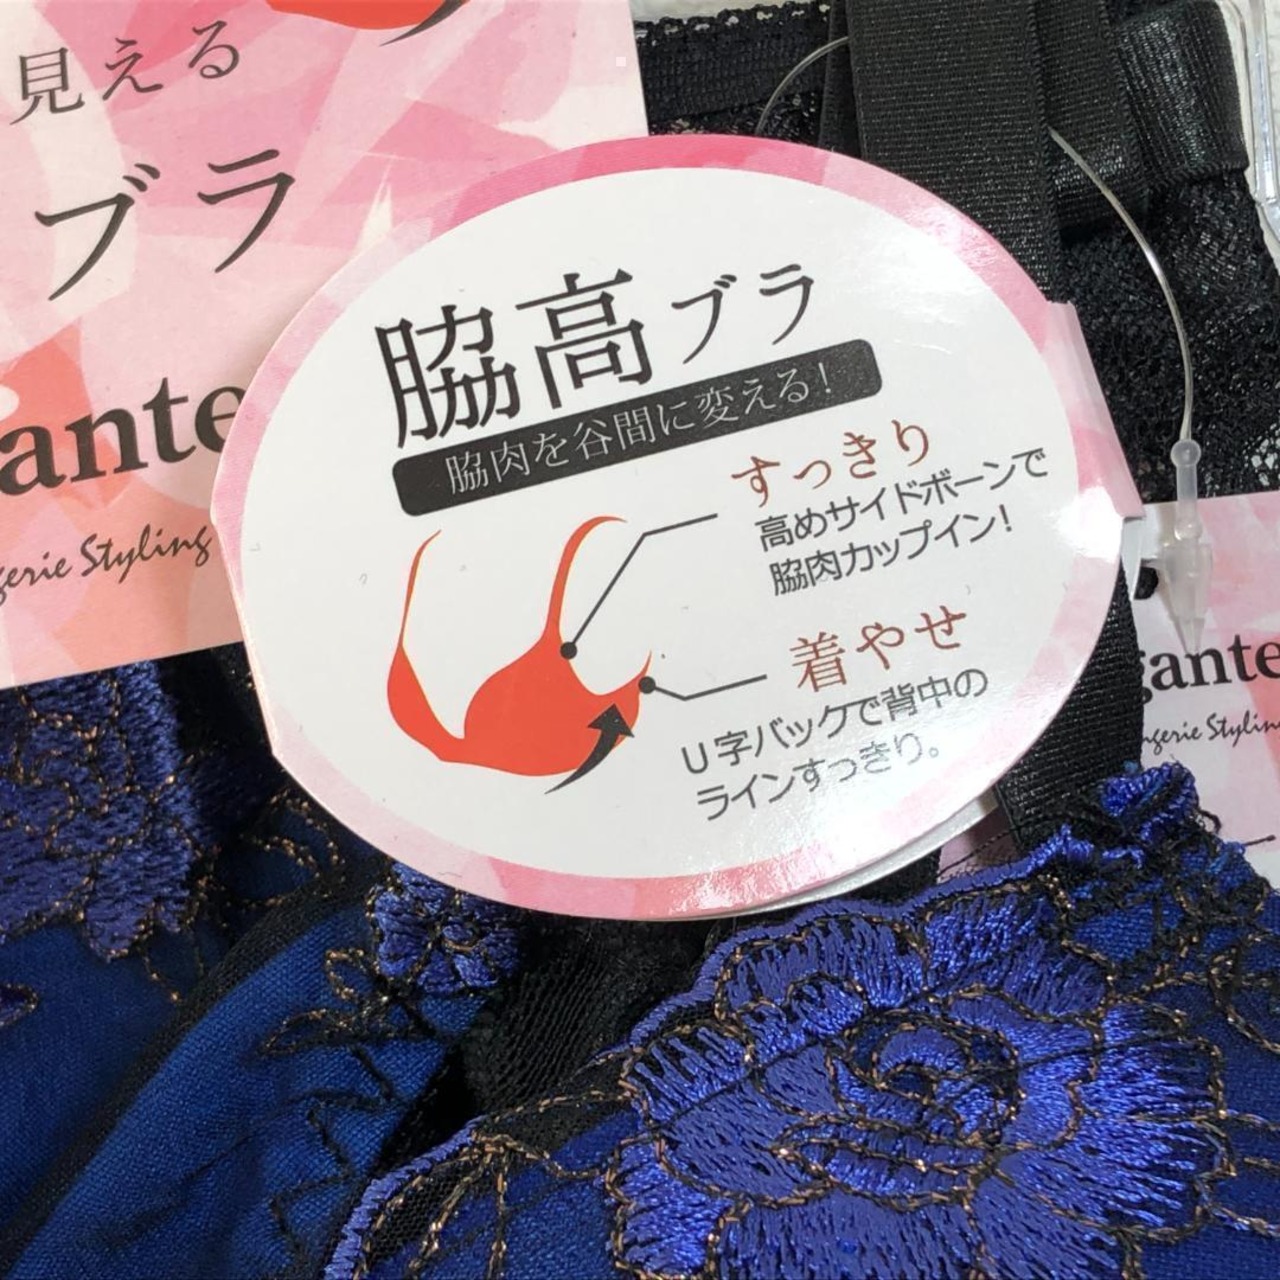 見える
ブラ
gante
gerie Styling
脇高ブラ
脇肉を谷間に変える!
すっきり
高めサイドボーンで
脇肉カップイン!
着やせ
U字バックで背中の
ラインすっきり。
gante
ngerie Styling